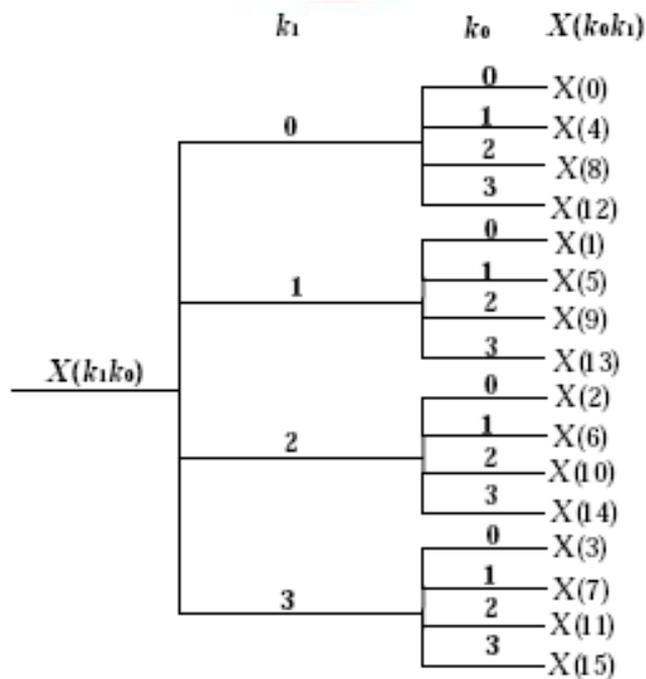 k₁ k₀ X(k₀k₁)
0 X(0)
0 1 X(4)
2 X(8)
3 X(12)
0 X(1)
1 1 X(5)
2 X(9)
3 X(13)
X(k₁k₀)
0 X(2)
2 1 X(6)
2 X(10)
3 X(14)
0 X(3)
3 1 X(7)
2 X(11)
3 X(15)